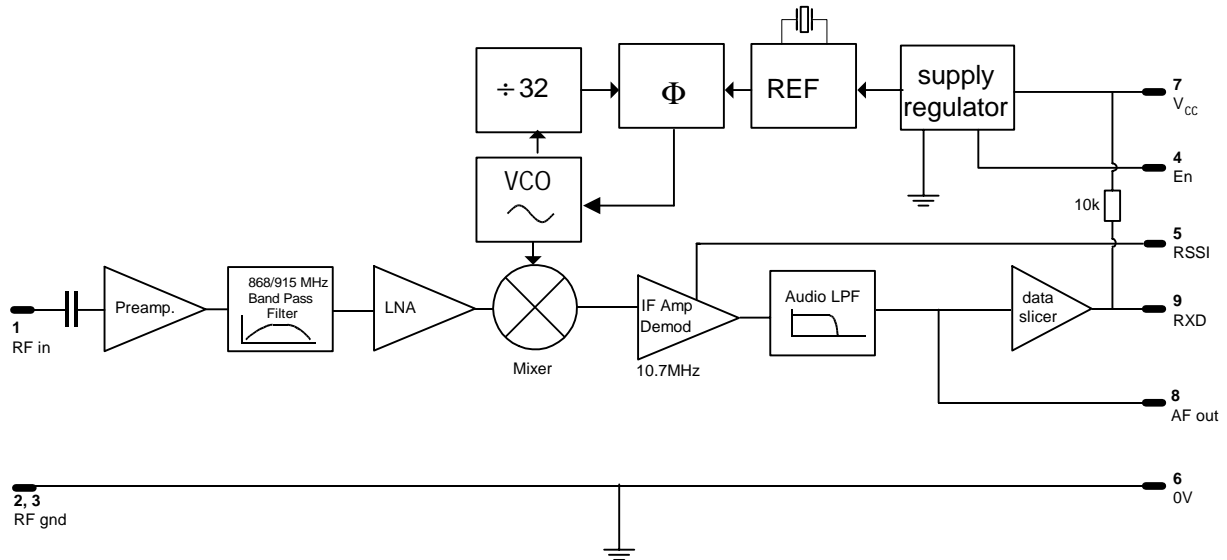 ÷32
Φ
REF
supply
regulator
7
VCC
VCO
4
En
10k
5
RSSI
Preamp.
868/915 MHz
Band Pass
Filter
LNA
IF Amp
Demod
Audio LPF
data
slicer
9
RXD
1
RF in
Mixer
10.7MHz
8
AF out
2, 3
RF gnd
6
0V